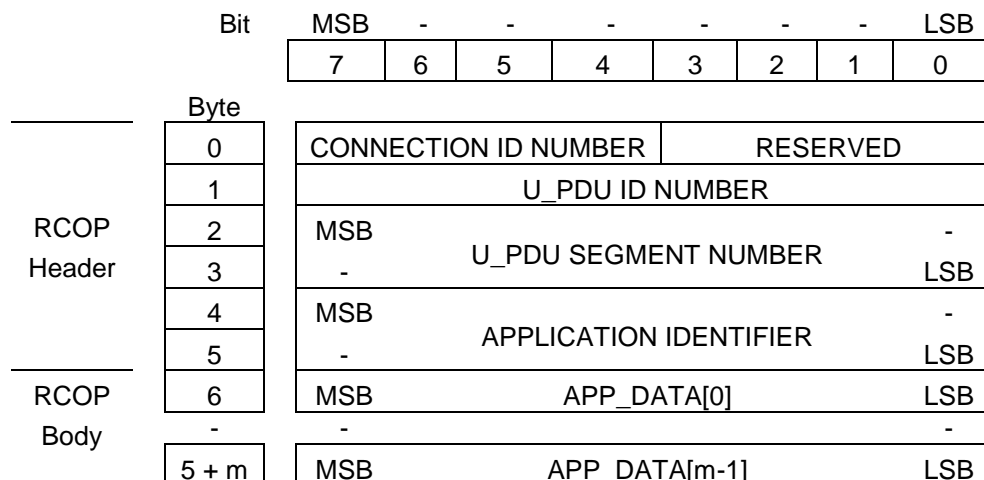 Bit MSB - - - - - - LSB
7 6 5 4 3 2 1 0
Byte
0 CONNECTION ID NUMBER RESERVED
1 U_PDU ID NUMBER
RCOP 2 MSB -
U_PDU SEGMENT NUMBER
Header 3 - LSB
4 MSB -
APPLICATION IDENTIFIER
5 - LSB
RCOP 6 MSB APP_DATA[0] LSB
Body - - -
5 + m MSB APP_DATA[m-1] LSB